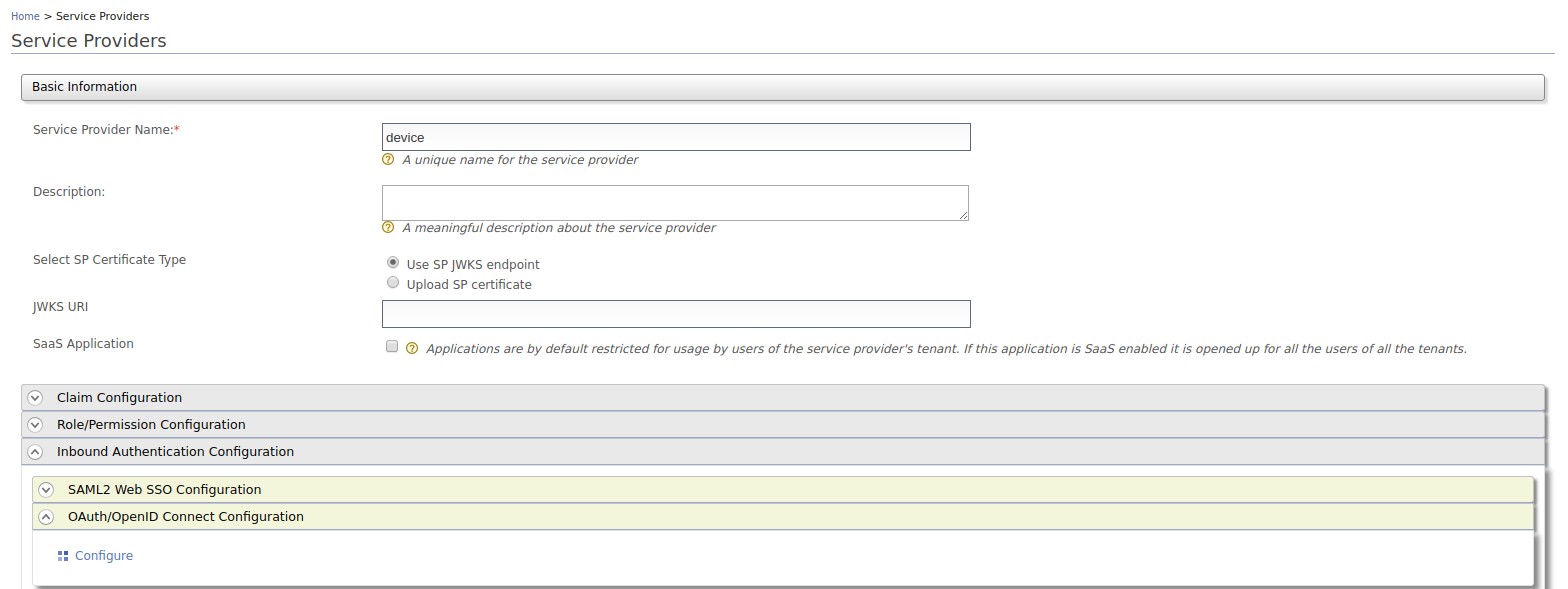 Home > Service Providers
Service Providers
Basic Information
Service Provider Name:*
device
? A unique name for the service provider
Description:
? A meaningful description about the service provider
Select SP Certificate Type
Use SP JWKS endpoint
Upload SP certificate
JWKS URI
SaaS Application
? Applications are by default restricted for usage by users of the service provider's tenant. If this application is SaaS enabled it is opened up for all the users of all the tenants.
Claim Configuration
Role/Permission Configuration
Inbound Authentication Configuration
SAML2 Web SSO Configuration
OAuth/OpenID Connect Configuration
Configure